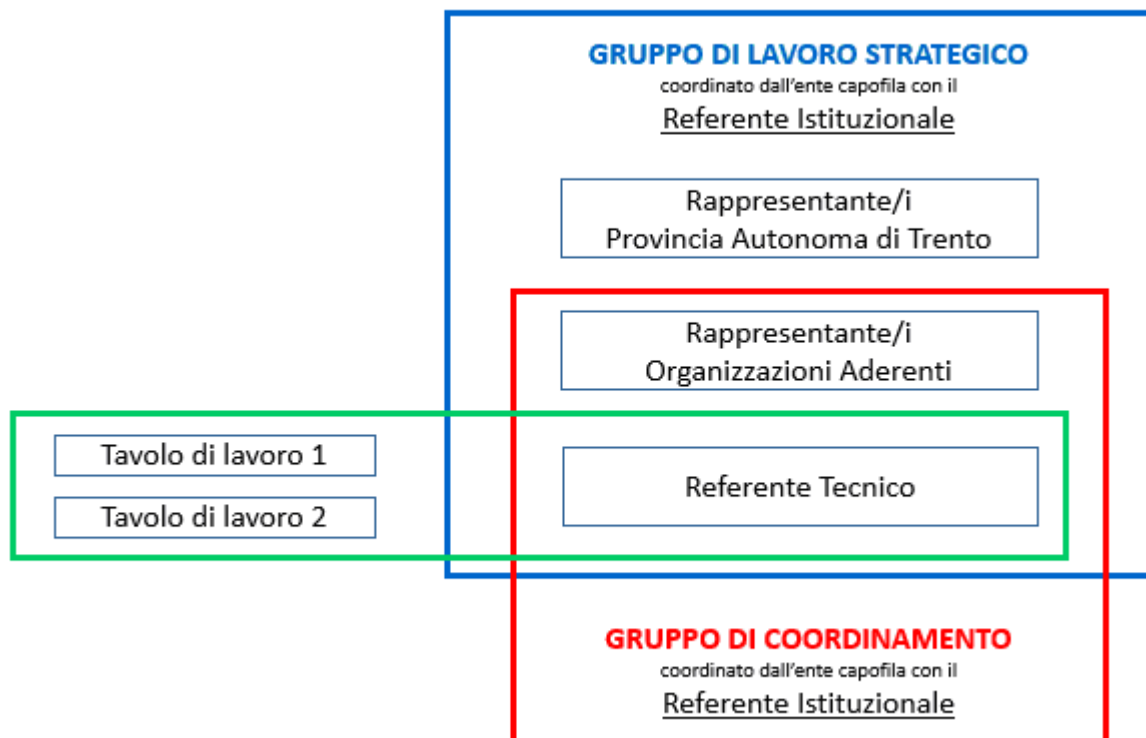 GRUPPO DI LAVORO STRATEGICO
coordinato dall'ente capofila con il
Referente Istituzionale
Rappresentante/i
Provincia Autonoma di Trento
Rappresentante/i
Organizzazioni Aderenti
Tavolo di lavoro 1
Tavolo di lavoro 2
Referente Tecnico
GRUPPO DI COORDINAMENTO
coordinato dall'ente capofila con il
Referente Istituzionale